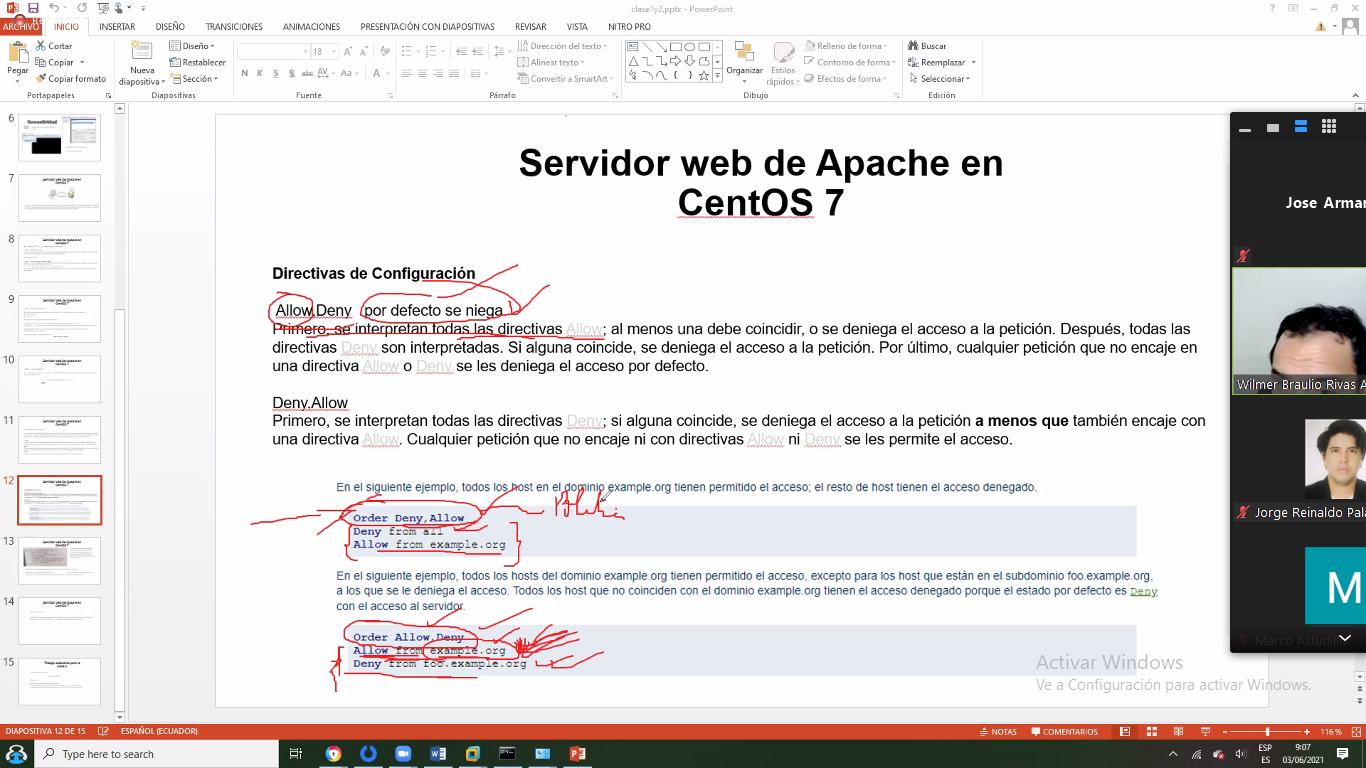 clase1y2.pptx - PowerPoint
ARCHIVO INICIO INSERTAR DISEÑO TRANSICIONES ANIMACIONES PRESENTACIÓN CON DIAPOSITIVAS REVISAR VISTA NITRO PRO
Pegar
Cortar
Copiar
Copiar formato
Portapapeles
Nueva diapositiva
Diseño
Restablecer
Sección
Diapositivas
18
N K S S abc AV Aa A
Fuente
Dirección del texto
Alinear texto
Convertir a SmartArt
Párrafo
Organizar
Estilos rápidos
Relleno de forma
Contorno de forma
Efectos de forma
Dibujo
Buscar
Reemplazar
Seleccionar
Edición
6
7
8
9
10
11
12
13
14
15
Servidor web de Apache en
CentOS 7
Directivas de Configuración
Allow,Deny por defecto se niega
Primero, se interpretan todas las directivas Allow; al menos una debe coincidir, o se deniega el acceso a la petición. Después, todas las
directivas Deny son interpretadas. Si alguna coincide, se deniega el acceso a la petición. Por último, cualquier petición que no encaje en
una directiva Allow o Deny se les deniega el acceso por defecto.
Deny,Allow
Primero, se interpretan todas las directivas Deny; si alguna coincide, se deniega el acceso a la petición a menos que también encaje con
una directiva Allow. Cualquier petición que no encaje ni con directivas Allow ni Deny se les permite el acceso.
En el siguiente ejemplo, todos los host en el dominio example.org tienen permitido el acceso; el resto de host tienen el acceso denegado.
Order Deny,Allow
Deny from all
Allow from example.org
En el siguiente ejemplo, todos los hosts del dominio example.org tienen permitido el acceso, excepto para los host que están en el subdominio foo.example.org,
a los que se le deniega el acceso. Todos los host que no coinciden con el dominio example.org tienen el acceso denegado porque el estado por defecto es Deny
con el acceso al servidor.
Order Allow,Deny
Allow from example.org
Deny from foo.example.org
Jose Armar
Wilmer Braulio Rivas A
Jorge Reinaldo Pala
M
Marco Astudill
Activar Windows
Ve a Configuración para activar Windows.
DIAPOSITIVA 12 DE 15 ESPAÑOL (ECUADOR) NOTAS COMENTARIOS 116 %
Type here to search
ESP
ES
9:07
03/06/2021